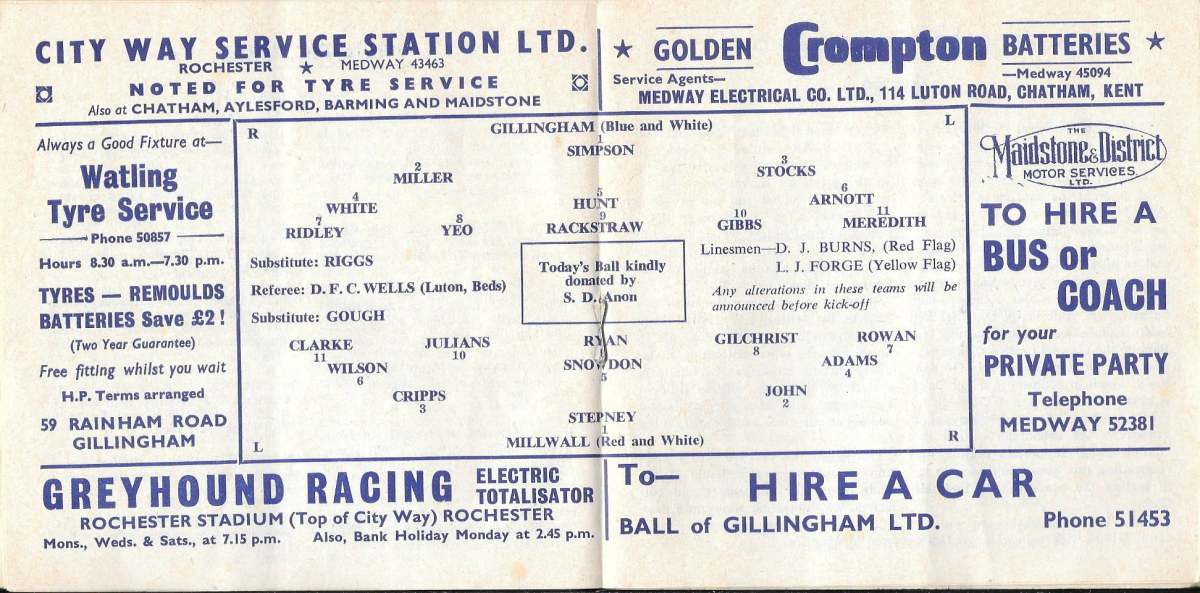 CITY WAY SERVICE STATION LTD.
ROCHESTER ★ MEDWAY 43463
NOTED FOR TYRE SERVICE
Also at CHATHAM, AYLESFORD, BARMING AND MAIDSTONE
★ GOLDEN Crompton BATTERIES ★
Service Agents— —Medway 45094
MEDWAY ELECTRICAL CO. LTD., 114 LUTON ROAD, CHATHAM, KENT
Always a Good Fixture at—
Watling
Tyre Service
Phone 50857
Hours 8.30 a.m.—7.30 p.m.
TYRES — REMOULDS
BATTERIES Save £2!
(Two Year Guarantee)
Free fitting whilst you wait
H.P. Terms arranged
59 RAINHAM ROAD
GILLINGHAM
R L
GILLINGHAM (Blue and White)
1
SIMPSON
2 3
MILLER STOCKS
4 5 6
WHITE HUNT ARNOTT
7 8 9 10 11
RIDLEY YEO RACKSTRAW GIBBS MEREDITH
Substitute: RIGGS
Referee: D. F. C. WELLS (Luton, Beds)
Substitute: GOUGH
Today's Ball kindly
donated by
S. D. Anon
Linesmen—D. J. BURNS, (Red Flag)
L. J. FORGE (Yellow Flag)
Any alterations in these teams will be
announced before kick-off
CLARKE JULIANS RYAN GILCHRIST ROWAN
11 10 8 7
WILSON SNOWDON ADAMS
6 5 4
CRIPPS JOHN
3 2
STEPNEY
1
MILLWALL (Red and White)
L R
THE
Maidstone & District
MOTOR SERVICES
LTD.
TO HIRE A
BUS or
COACH
for your
PRIVATE PARTY
Telephone
MEDWAY 52381
GREYHOUND RACING ELECTRIC
TOTALISATOR
ROCHESTER STADIUM (Top of City Way) ROCHESTER
Mons., Weds. & Sats., at 7.15 p.m. Also, Bank Holiday Monday at 2.45 p.m.
To—
HIRE A CAR
BALL of GILLINGHAM LTD. Phone 51453